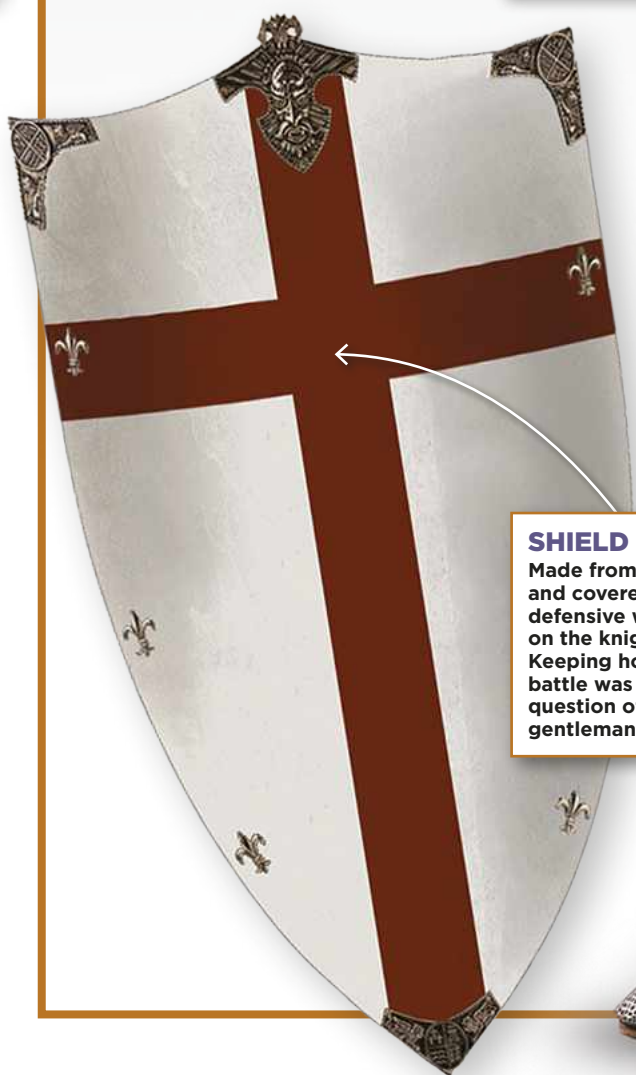 SHIELD
Made from
and covere
defensive w
on the knig
Keeping ho
battle was
question o
gentleman